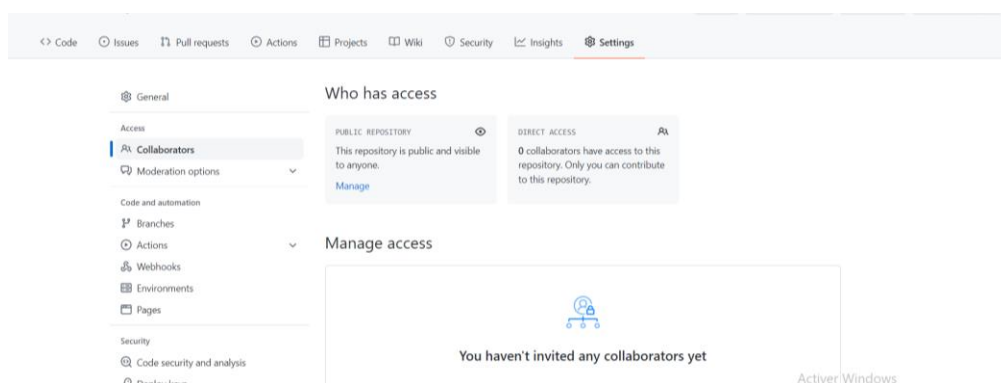 <> Code Issues Pull requests Actions Projects Wiki Security Insights Settings
General
Access
Collaborators
Moderation options
Code and automation
Branches
Actions
Webhooks
Environments
Pages
Security
Code security and analysis
Deploy keys
Who has access
PUBLIC REPOSITORY
This repository is public and visible
to anyone.
Manage
DIRECT ACCESS
0 collaborators have access to this
repository. Only you can contribute
to this repository.
Manage access
You haven't invited any collaborators yet
Activer Windows